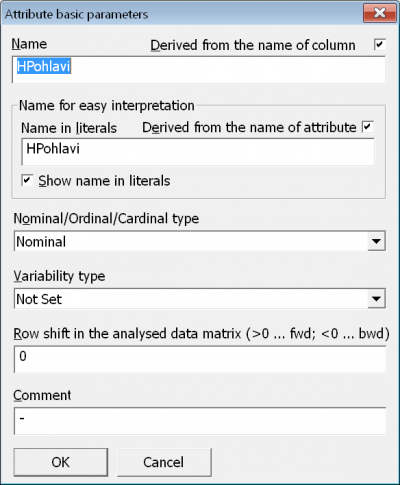 Attribute basic parameters
Name Derived from the name of column
HPohlavi
Name for easy interpretation
Name in literals Derived from the name of attribute
HPohlavi
Show name in literals
Nominal/Ordinal/Cardinal type
Nominal
Variability type
Not Set
Row shift in the analysed data matrix (>0 ... fwd; <0 ... bwd)
0
Comment
-
OK Cancel